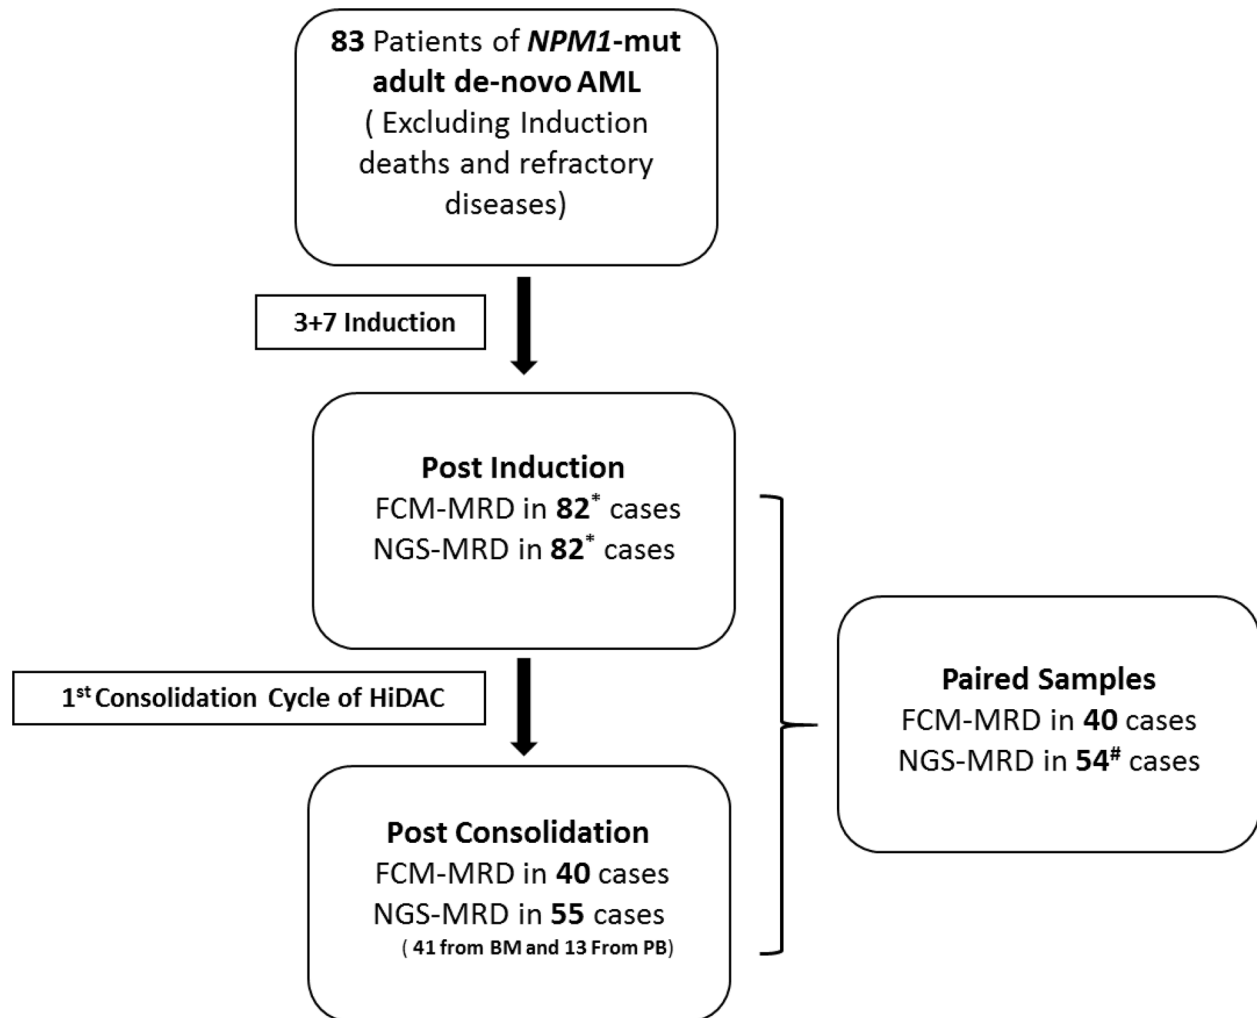 83 Patients of NPM1-mut
adult de-novo AML
( Excluding Induction
deaths and refractory
diseases)
3+7 Induction
Post Induction
FCM-MRD in 82* cases
NGS-MRD in 82* cases
1st Consolidation Cycle of HiDAC
Paired Samples
FCM-MRD in 40 cases
NGS-MRD in 54# cases
Post Consolidation
FCM-MRD in 40 cases
NGS-MRD in 55 cases
( 41 from BM and 13 From PB)